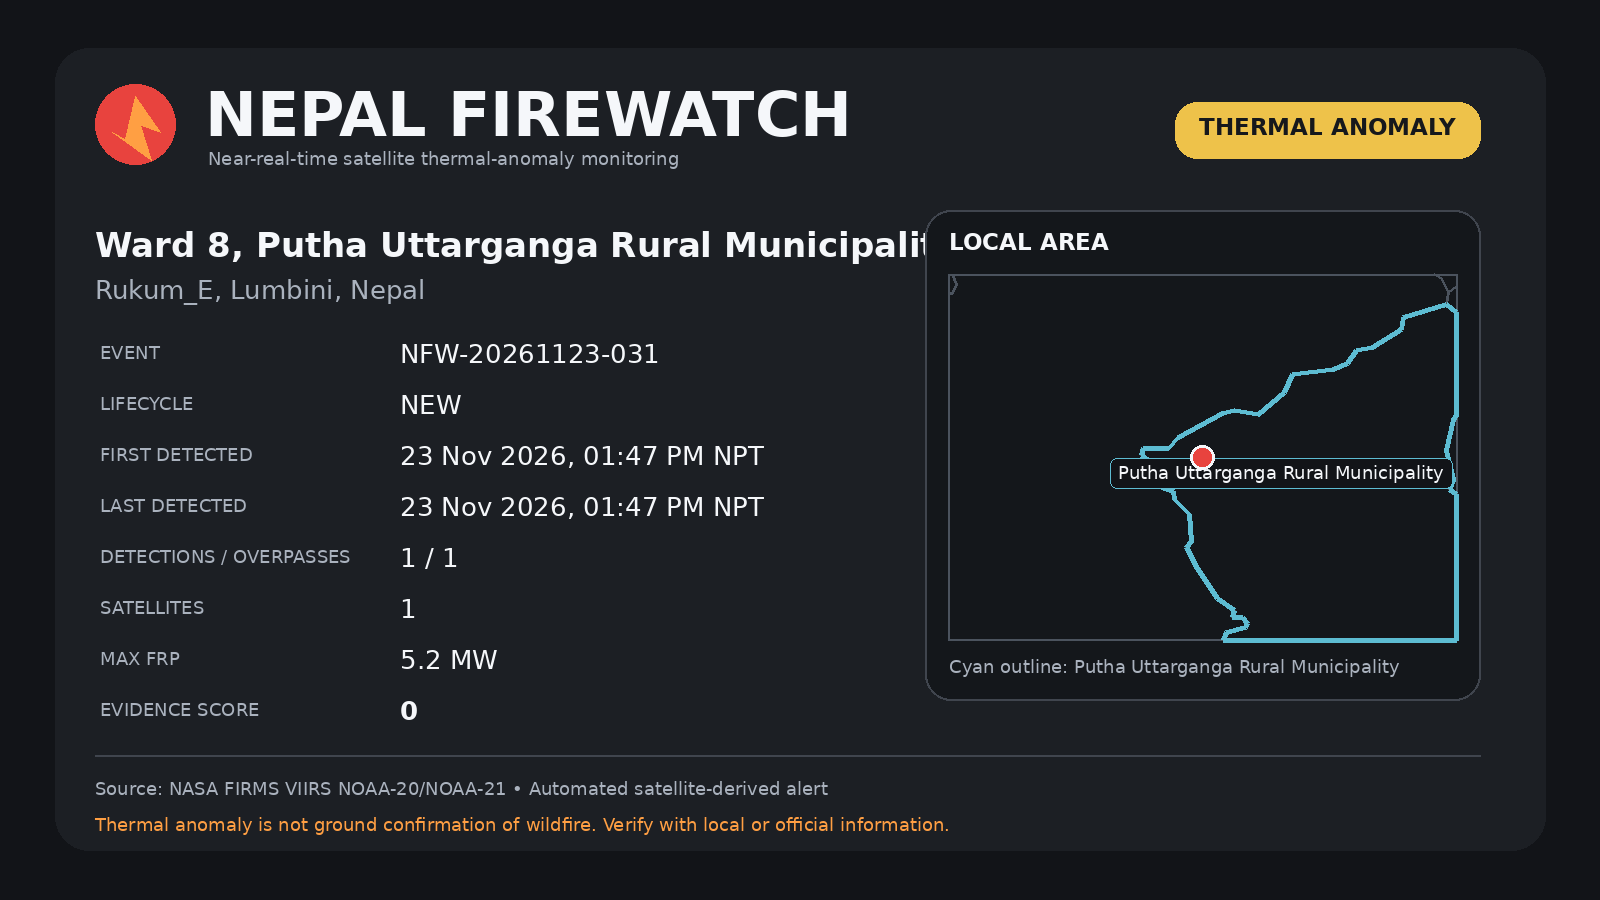 NEPAL FIREWATCH
Near-real-time satellite thermal-anomaly monitoring
THERMAL ANOMALY
Ward 8, Putha Uttarganga Rural Municipalit
Rukum_E, Lumbini, Nepal
EVENT NFW-20261123-031
LIFECYCLE NEW
FIRST DETECTED 23 Nov 2026, 01:47 PM NPT
LAST DETECTED 23 Nov 2026, 01:47 PM NPT
DETECTIONS / OVERPASSES 1 / 1
SATELLITES 1
MAX FRP 5.2 MW
EVIDENCE SCORE 0
LOCAL AREA
Putha Uttarganga Rural Municipality
Cyan outline: Putha Uttarganga Rural Municipality
Source: NASA FIRMS VIIRS NOAA-20/NOAA-21 • Automated satellite-derived alert
Thermal anomaly is not ground confirmation of wildfire. Verify with local or official information.